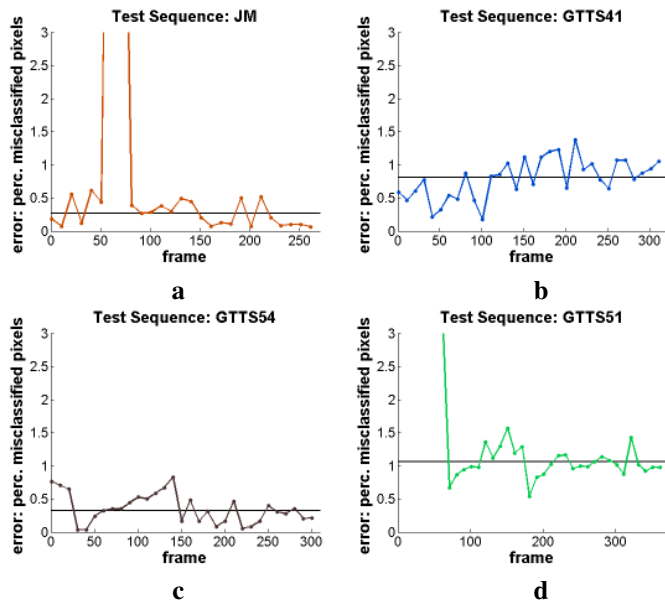 Test Sequence: JM
error: perc. misclassified pixels
3
2.5
2
1.5
1
0.5
0
0 50 100 150 200 250
frame
a
Test Sequence: GTTS41
error: perc. misclassified pixels
3
2.5
2
1.5
1
0.5
0
0 100 200 300
frame
b
Test Sequence: GTTS54
error: perc. misclassified pixels
3
2.5
2
1.5
1
0.5
0
0 50 100 150 200 250 300
frame
c
Test Sequence: GTTS51
error: perc. misclassified pixels
3
2.5
2
1.5
1
0.5
0
0 100 200 300
frame
d